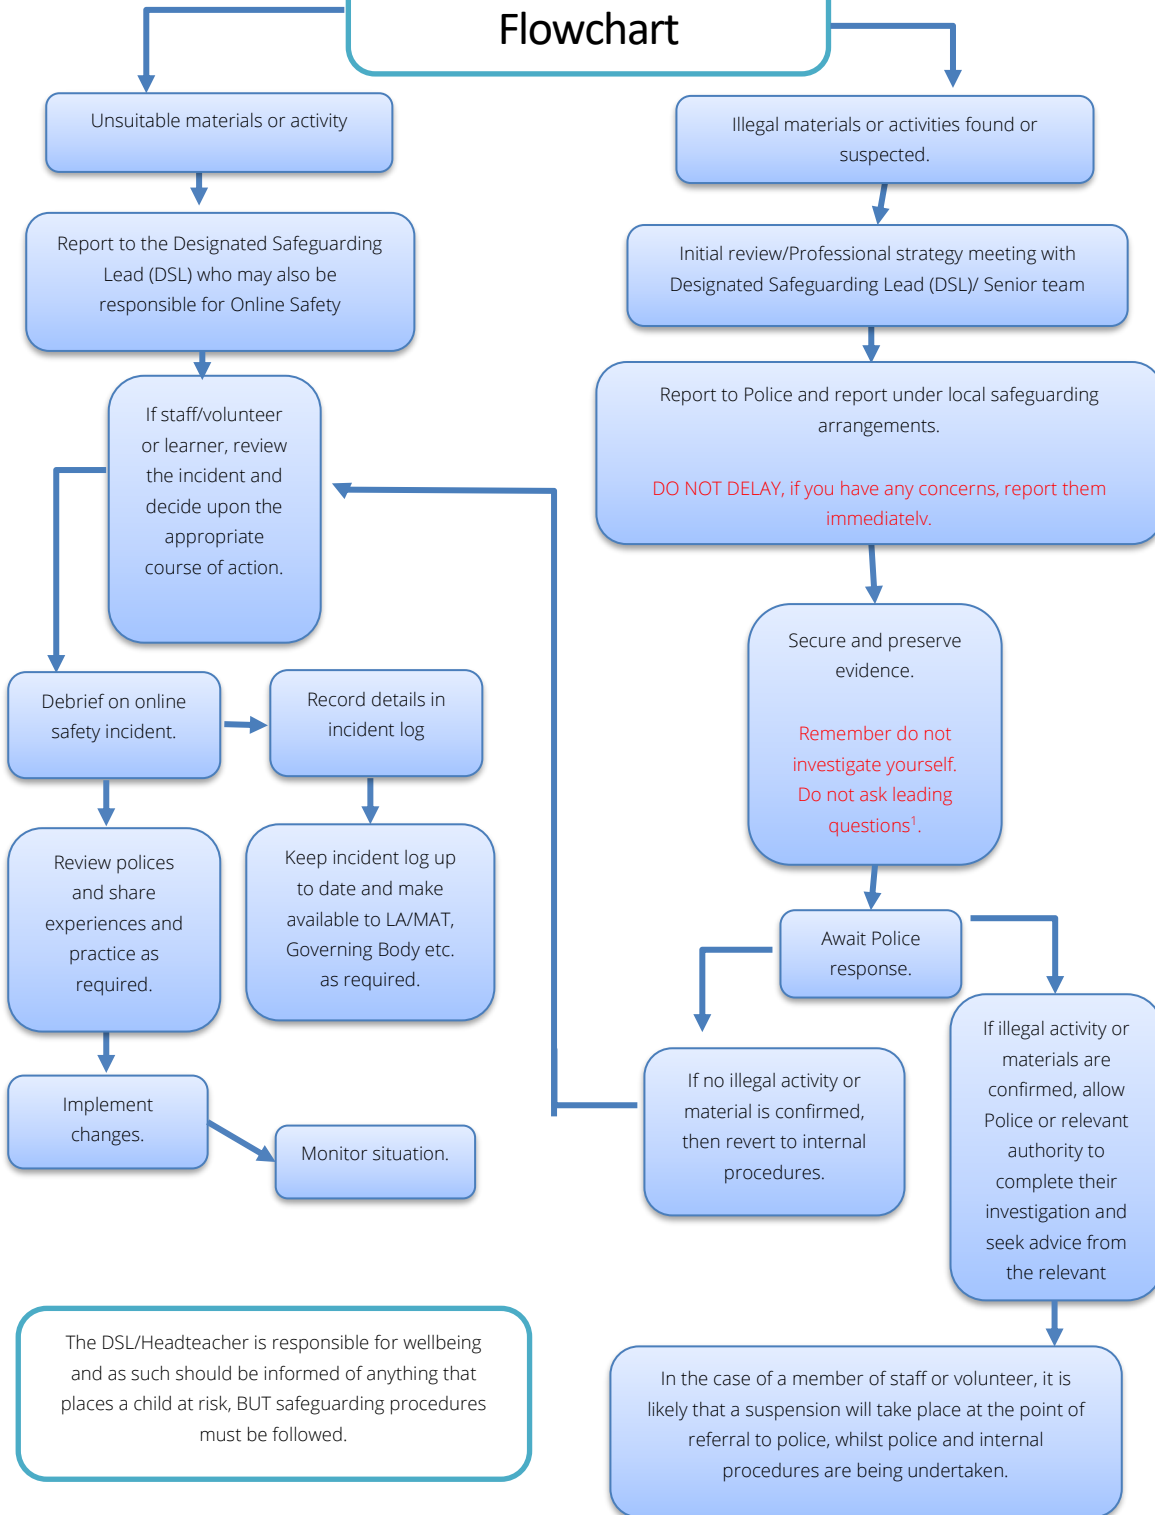 Flowchart
Unsuitable materials or activity
Report to the Designated Safeguarding
Lead (DSL) who may also be
responsible for Online Safety
If staff/volunteer
or learner, review
the incident and
decide upon the
appropriate
course of action.
Debrief on online
safety incident.
Record details in
incident log
Review polices
and share
experiences and
practice as
required.
Keep incident log up
to date and make
available to LA/MAT,
Governing Body etc.
as required.
Implement
changes.
Monitor situation.
The DSL/Headteacher is responsible for wellbeing
and as such should be informed of anything that
places a child at risk, BUT safeguarding procedures
must be followed.
Illegal materials or activities found or
suspected.
Initial review/Professional strategy meeting with
Designated Safeguarding Lead (DSL)/ Senior team
Report to Police and report under local safeguarding
arrangements.
DO NOT DELAY, if you have any concerns, report them
immediately.
Secure and preserve
evidence.
Remember do not
investigate yourself.
Do not ask leading
questions¹.
Await Police
response.
If no illegal activity or
material is confirmed,
then revert to internal
procedures.
If illegal activity or
materials are
confirmed, allow
Police or relevant
authority to
complete their
investigation and
seek advice from
the relevant
In the case of a member of staff or volunteer, it is
likely that a suspension will take place at the point of
referral to police, whilst police and internal
procedures are being undertaken.